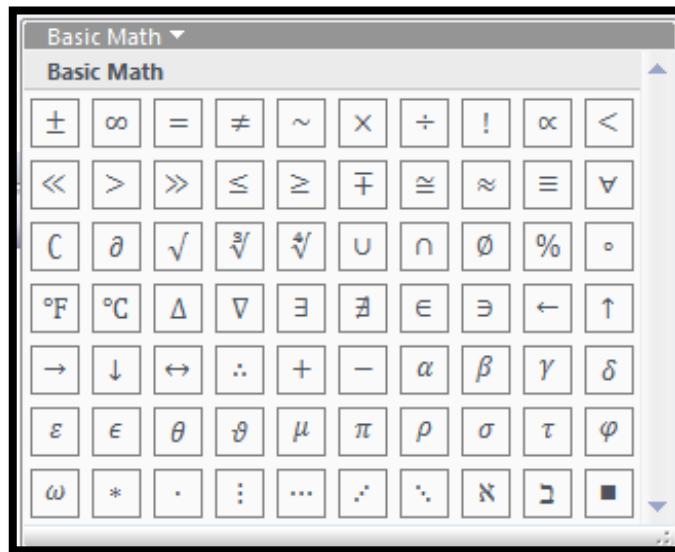 Basic Math
Basic Math
± ∞ = ≠ ~ × ÷ ! ∝ <
≪ > ≫ ≤ ≥ ∓ ≅ ≈ ≡ ∀
∁ ∂ √ ∛ ∜ ∪ ∩ ∅ % °
°F °C ∆ ∇ ∃ ∄ ∈ ∋ ← ↑
→ ↓ ↔ ∴ + − α β γ δ
ε ϵ θ ϑ μ π ρ σ τ φ
ω ∗ ∙ ⋮ ⋯ ⋰ ⋱ ℵ ℶ ∎